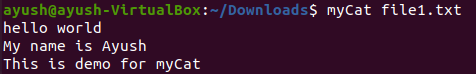 ayush@ayush-VirtualBox:~/Downloads$ myCat file1.txt
hello world
My name is Ayush
This is demo for myCat